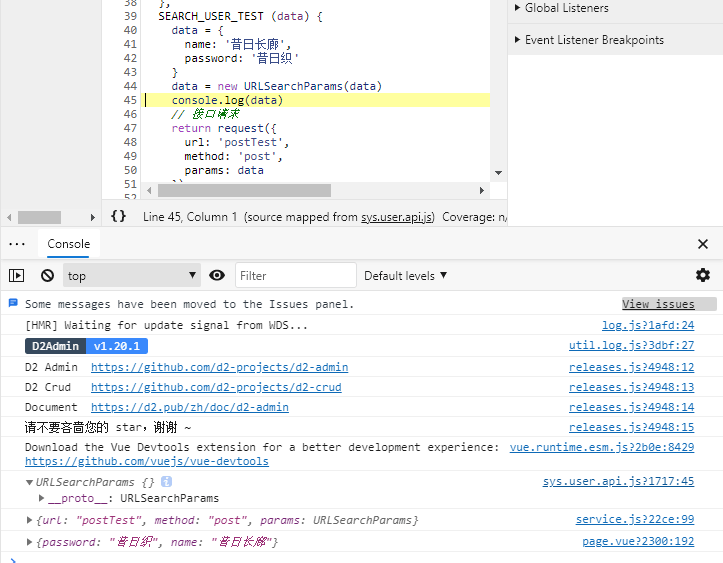 38
},
Global Listeners
39
SEARCH_USER_TEST (data) {
40
data = {
Event Listener Breakpoints
41
name: '昔日长廊',
42
password: '昔日织'
43
}
44
data = new URLSearchParams(data)
45
console.log(data)
46
// 接口请求
47
return request({
48
url: 'postTest',
49
method: 'post',
50
params: data
51
})
52
{} Line 45, Column 1 (source mapped from sys.user.api.js) Coverage: n/
Console
top
Filter
Default levels
Some messages have been moved to the Issues panel.
View issues
[HMR] Waiting for update signal from WDS...
log.js?1afd:24
D2Admin v1.20.1
util.log.js?3dbf:27
D2 Admin https://github.com/d2-projects/d2-admin
releases.js?4948:12
D2 Crud https://github.com/d2-projects/d2-crud
releases.js?4948:13
Document https://d2.pub/zh/doc/d2-admin
releases.js?4948:14
请不要吝啬您的 star，谢谢 ~
releases.js?4948:15
Download the Vue Devtools extension for a better development experience:
vue.runtime.esm.js?2b0e:8429
https://github.com/vuejs/vue-devtools
URLSearchParams {} i
sys.user.api.js?1717:45
__proto__: URLSearchParams
{url: "postTest", method: "post", params: URLSearchParams}
service.js?22ce:99
{password: "昔日织", name: "昔日长廊"}
page.vue?2300:192